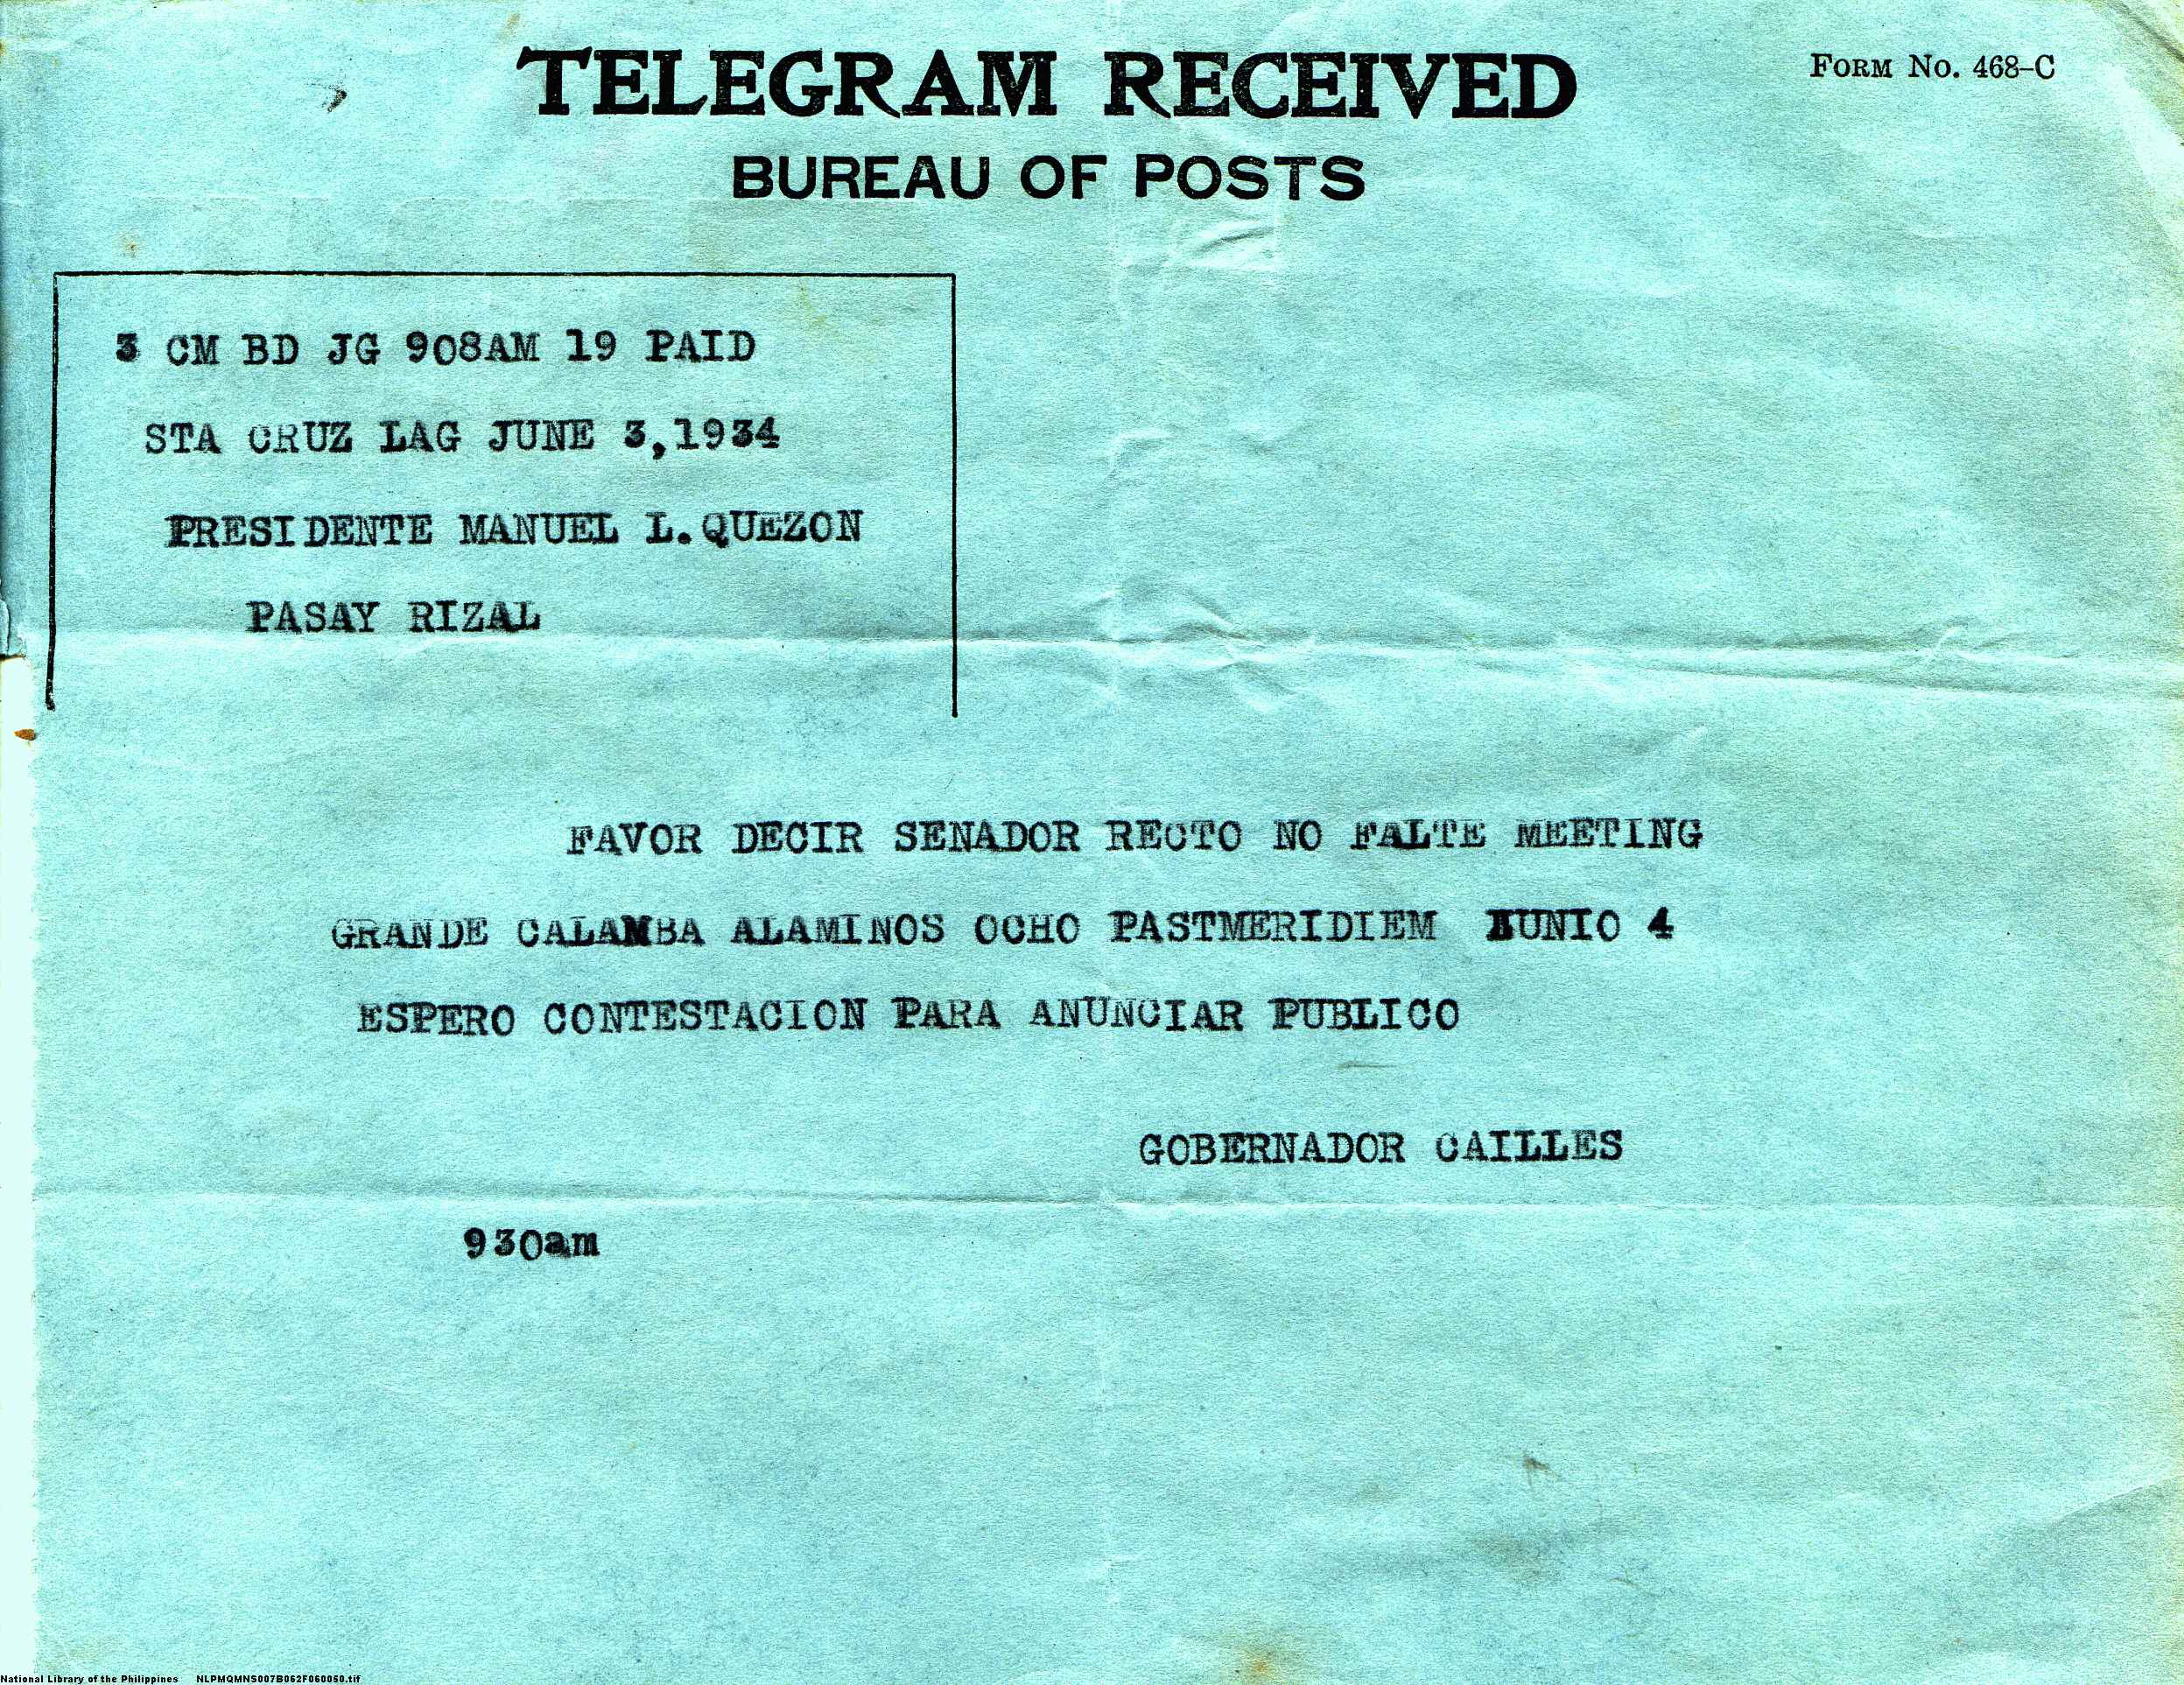 TELEGRAM RECEIVED
FORM NO. 468-C
BUREAU OF POSTS
3 CM BD JG 908AM 19 PAID
STA CRUZ LAG JUNE 3,1934
PRESIDENTE MANUEL L. QUEZON
PASAY RIZAL
FAVOR DECIR SENADOR RECTO NO FALTE MEETING
GRANDE CALAMBA ALAMINOS OCHO PASTMERIDIEM JUNIO 4
ESPERO CONTESTACION PARA ANUNCIAR PUBLICO
GOBERNADOR CAILLES
930am
National Library of the Philippines NLPMQMNS007B062F060050.tif